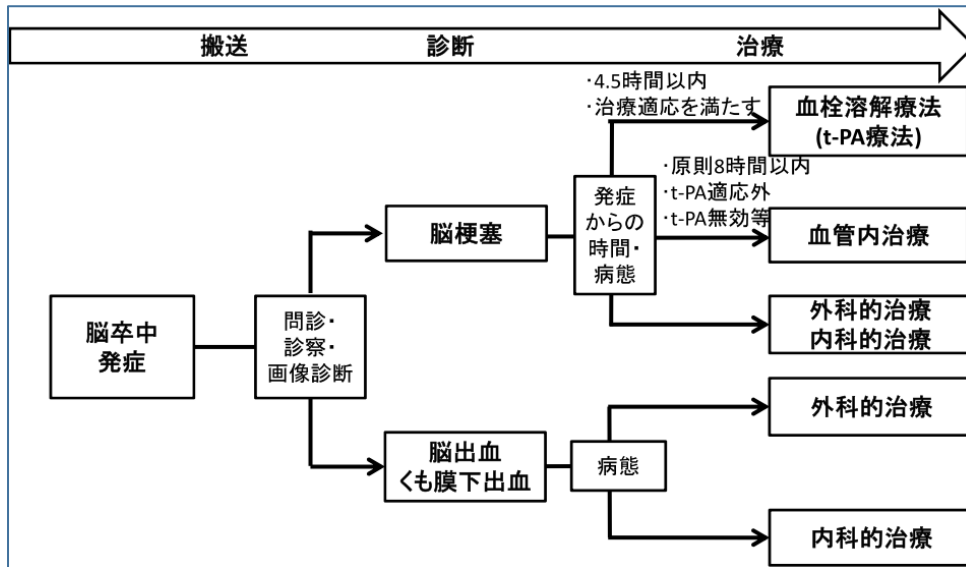 搬送
診断
治療
・4.5時間以内
・治療適応を満たす
血栓溶解療法
(t-PA療法)
・原則8時間以内
・t-PA適応外
・t-PA無効等
発症
からの
時間・
病態
脳梗塞
血管内治療
外科的治療
内科的治療
脳卒中
発症
問診・
診察・
画像診断
外科的治療
脳出血
くも膜下出血
病態
内科的治療